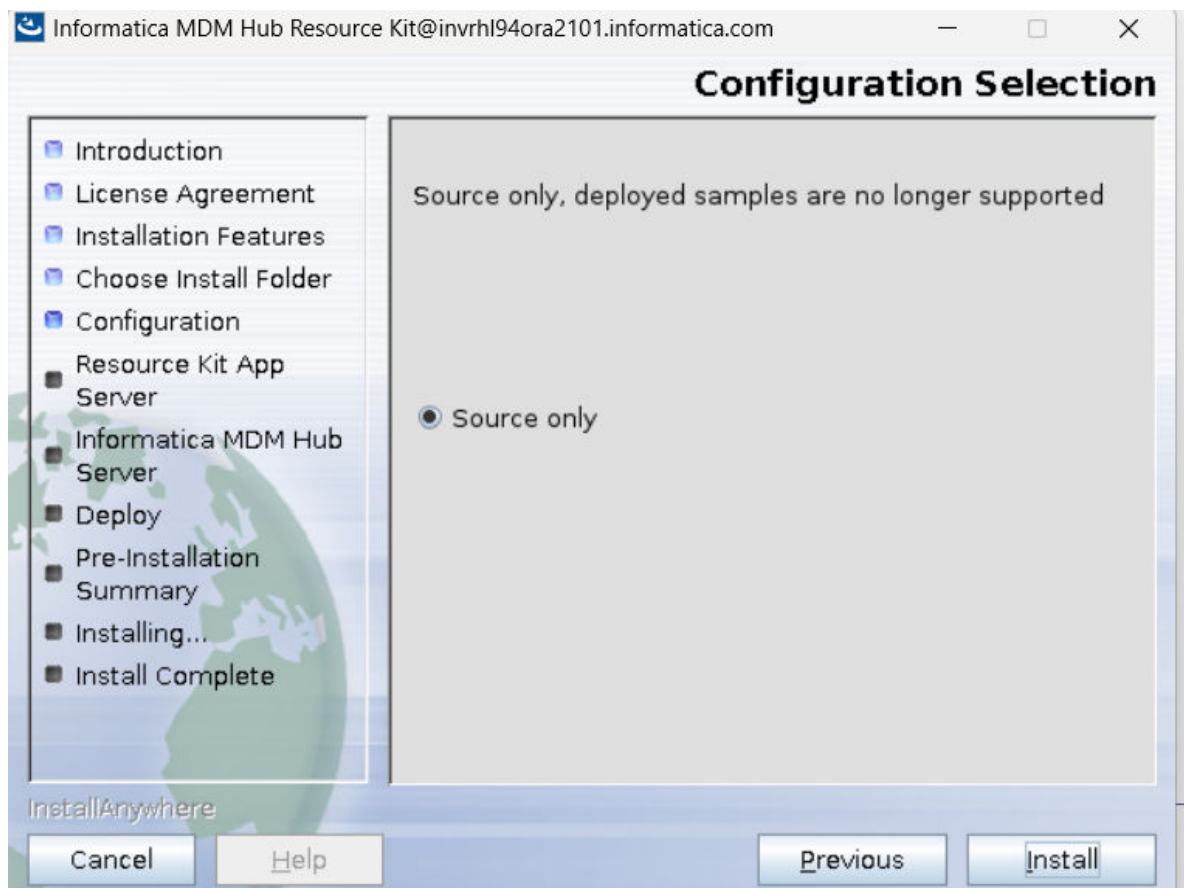 Informatica MDM Hub Resource Kit@invrhl94ora2101.informatica.com
Configuration Selection
Introduction
License Agreement
Installation Features
Choose Install Folder
Configuration
Resource Kit App
Server
Informatica MDM Hub
Server
Deploy
Pre-Installation
Summary
Installing...
Install Complete
Source only, deployed samples are no longer supported
Source only
InstallAnywhere
Cancel
Help
Previous
Install